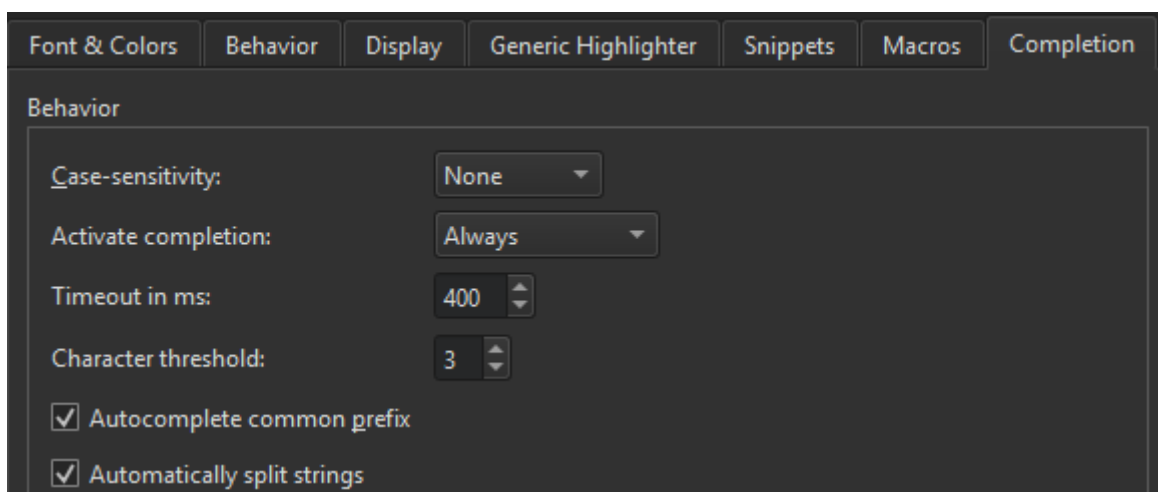 Font & Colors Behavior Display Generic Highlighter Snippets Macros Completion
Behavior
Case-sensitivity: None
Activate completion: Always
Timeout in ms: 400
Character threshold: 3
Autocomplete common prefix
Automatically split strings